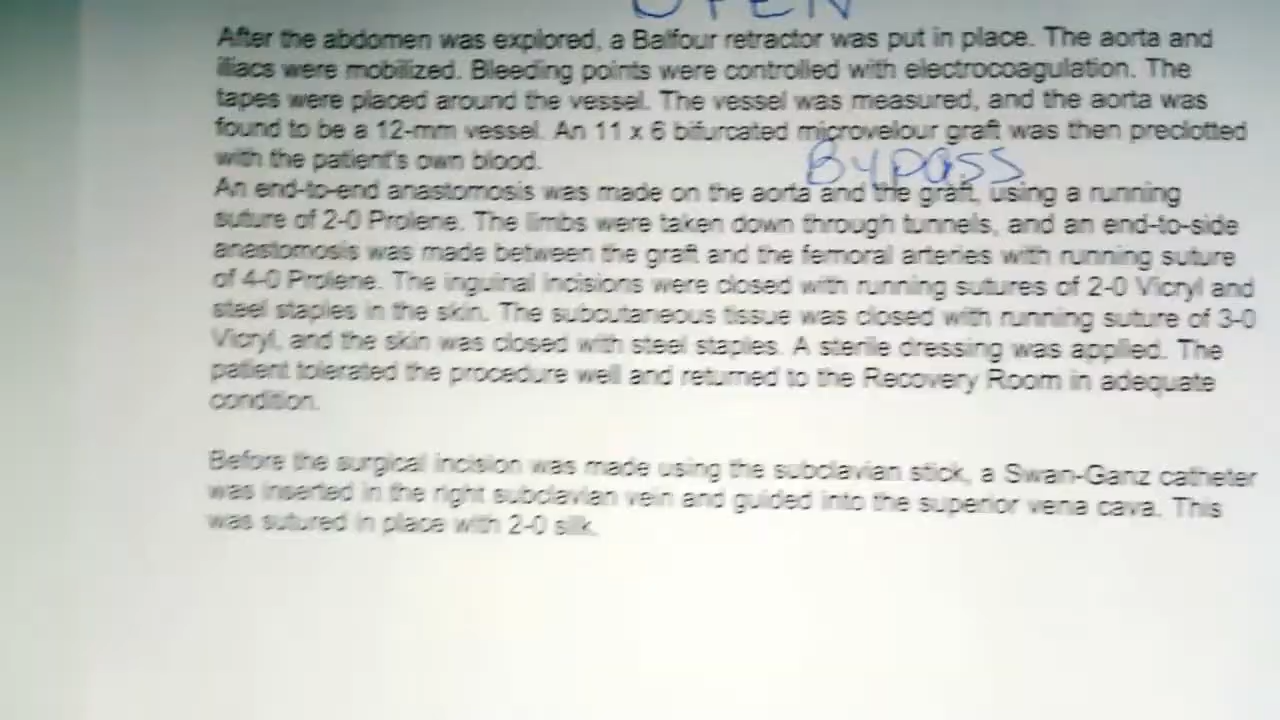 OPEN
After the abdomen was explored, a Balfour retractor was put in place. The aorta and
iliacs were mobilized. Bleeding points were controlled with electrocoagulation. The
tapes were placed around the vessel. The vessel was measured, and the aorta was
found to be a 12-mm vessel. An 11 x 6 bifurcated microvelour graft was then preclotted
with the patient's own blood.
Bypass
An end-to-end anastomosis was made on the aorta and the graft, using a running
suture of 2-0 Prolene. The limbs were taken down through tunnels, and an end-to-side
anastomosis was made between the graft and the femoral arteries with running suture
of 4-0 Prolene. The inguinal incisions were closed with running sutures of 2-0 Vicryl and
steel staples in the skin. The subcutaneous tissue was closed with running suture of 3-0
Vicryl, and the skin was closed with steel staples. A sterile dressing was applied. The
patient tolerated the procedure well and returned to the Recovery Room in adequate
condition.
Before the surgical incision was made using the subclavian stick, a Swan-Ganz catheter
was inserted in the right subclavian vein and guided into the superior vena cava. This
was sutured in place with 2-0 silk.